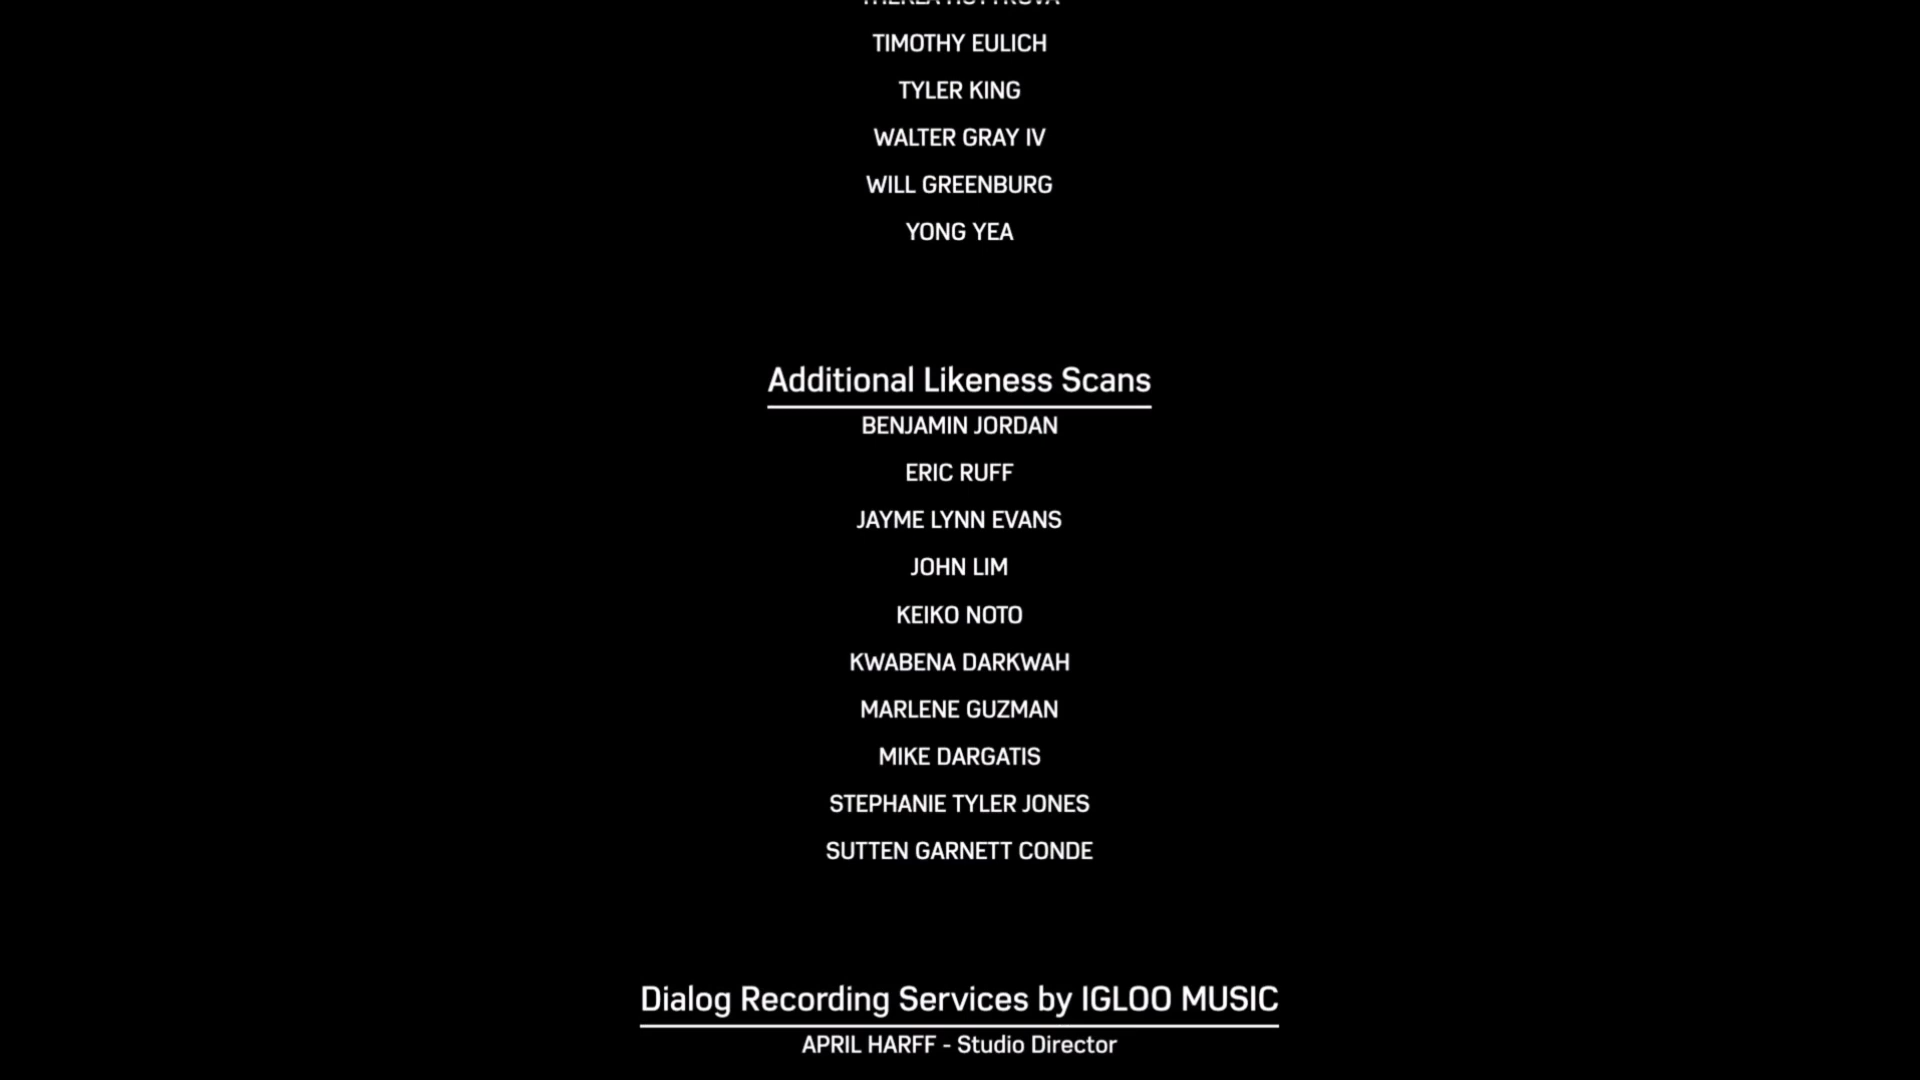 TIMOTHY EULICH
TYLER KING
WALTER GRAY IV
WILL GREENBURG
YONG YEA
Additional Likeness Scans
BENJAMIN JORDAN
ERIC RUFF
JAYME LYNN EVANS
JOHN LIM
KEIKO NOTO
KWABENA DARKWAH
MARLENE GUZMAN
MIKE DARGATIS
STEPHANIE TYLER JONES
SUTTEN GARNETT CONDE
Dialog Recording Services by IGLOO MUSIC
APRIL HARFF - Studio Director